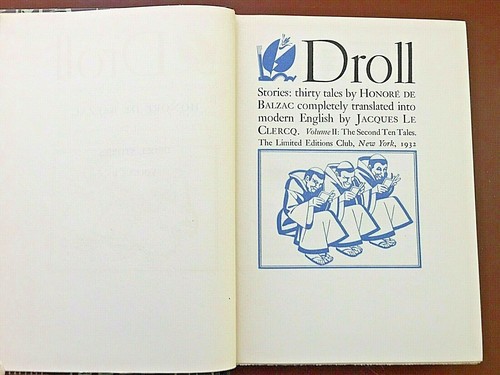 Droll
Stories: thirty tales by HONORÉ DE
BALZAC completely translated into
modern English by JACQUES LE
CLERCQ. Volume II: The Second Ten Tales.
The Limited Editions Club, New York, 1932